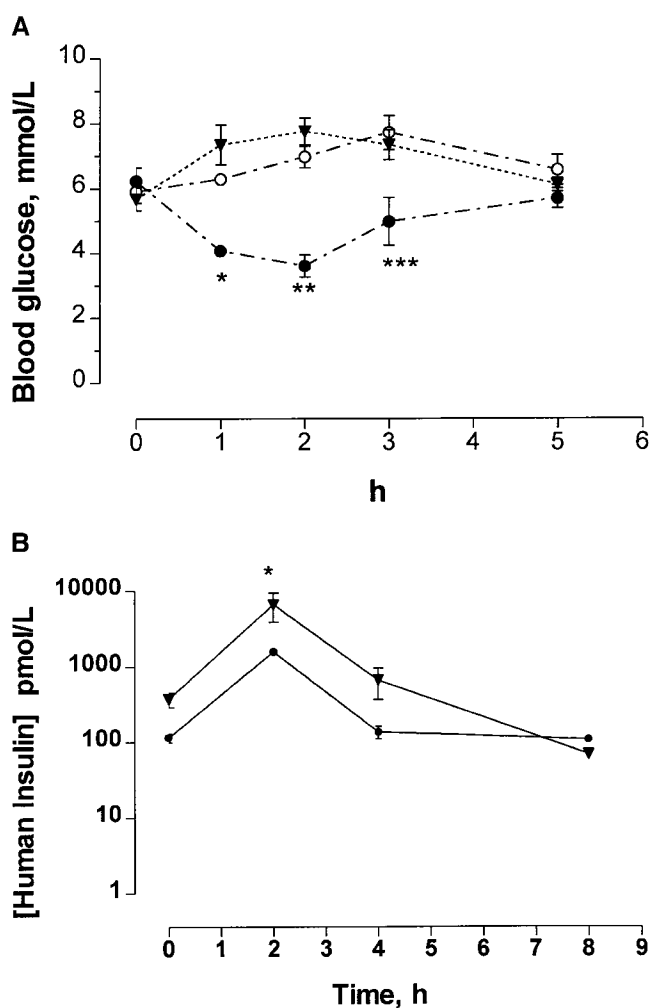 A
Blood glucose, mmol/L
10
8
6
4
2
0
*
**
***
0 1 2 3 4 5 6
h
B
[Human Insulin] pmol/L
10000
1000
100
10
1
*
0 1 2 3 4 5 6 7 8 9
Time, h